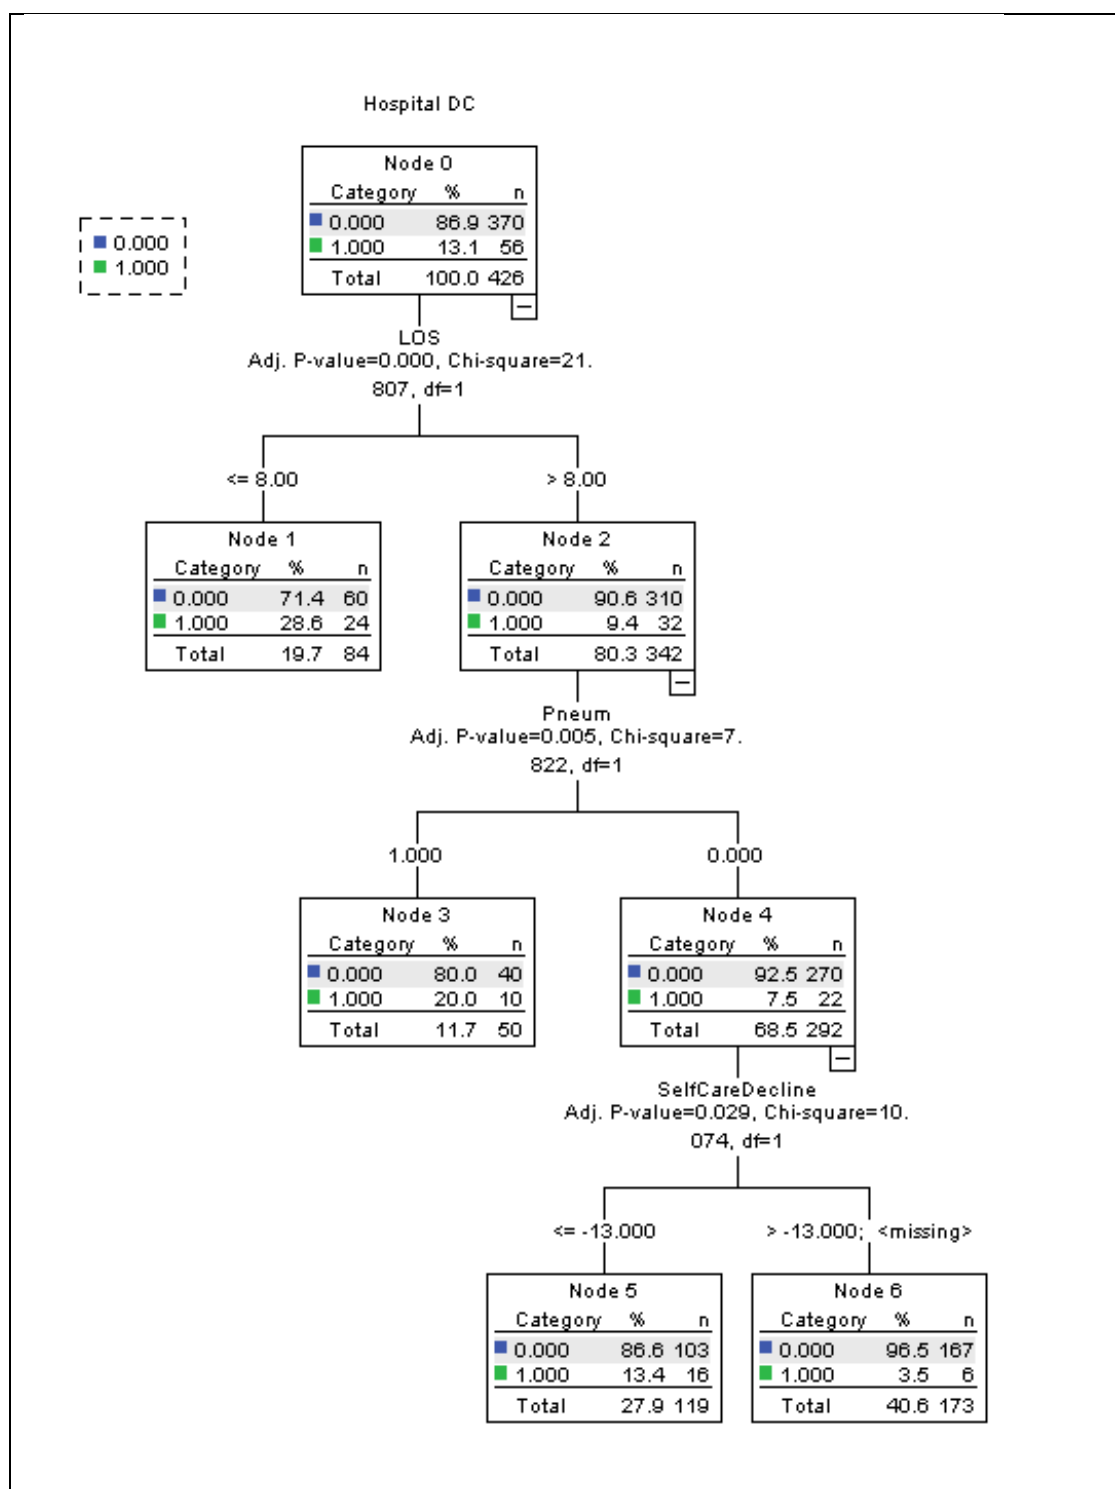 Hospital DC
Node 0
Category % n
0.000 86.9 370
1.000 13.1 56
Total 100.0 426
0.000
1.000
LOS
Adj. P-value=0.000, Chi-square=21.
807, df=1
<= 8.00
> 8.00
Node 1
Category % n
0.000 71.4 60
1.000 28.6 24
Total 19.7 84
Node 2
Category % n
0.000 90.6 310
1.000 9.4 32
Total 80.3 342
Pneum
Adj. P-value=0.005, Chi-square=7.
822, df=1
1.000
0.000
Node 3
Category % n
0.000 80.0 40
1.000 20.0 10
Total 11.7 50
Node 4
Category % n
0.000 92.5 270
1.000 7.5 22
Total 68.5 292
SelfCareDecline
Adj. P-value=0.029, Chi-square=10.
074, df=1
<= -13.000
> -13.000; <missing>
Node 5
Category % n
0.000 86.6 103
1.000 13.4 16
Total 27.9 119
Node 6
Category % n
0.000 96.5 167
1.000 3.5 6
Total 40.6 173